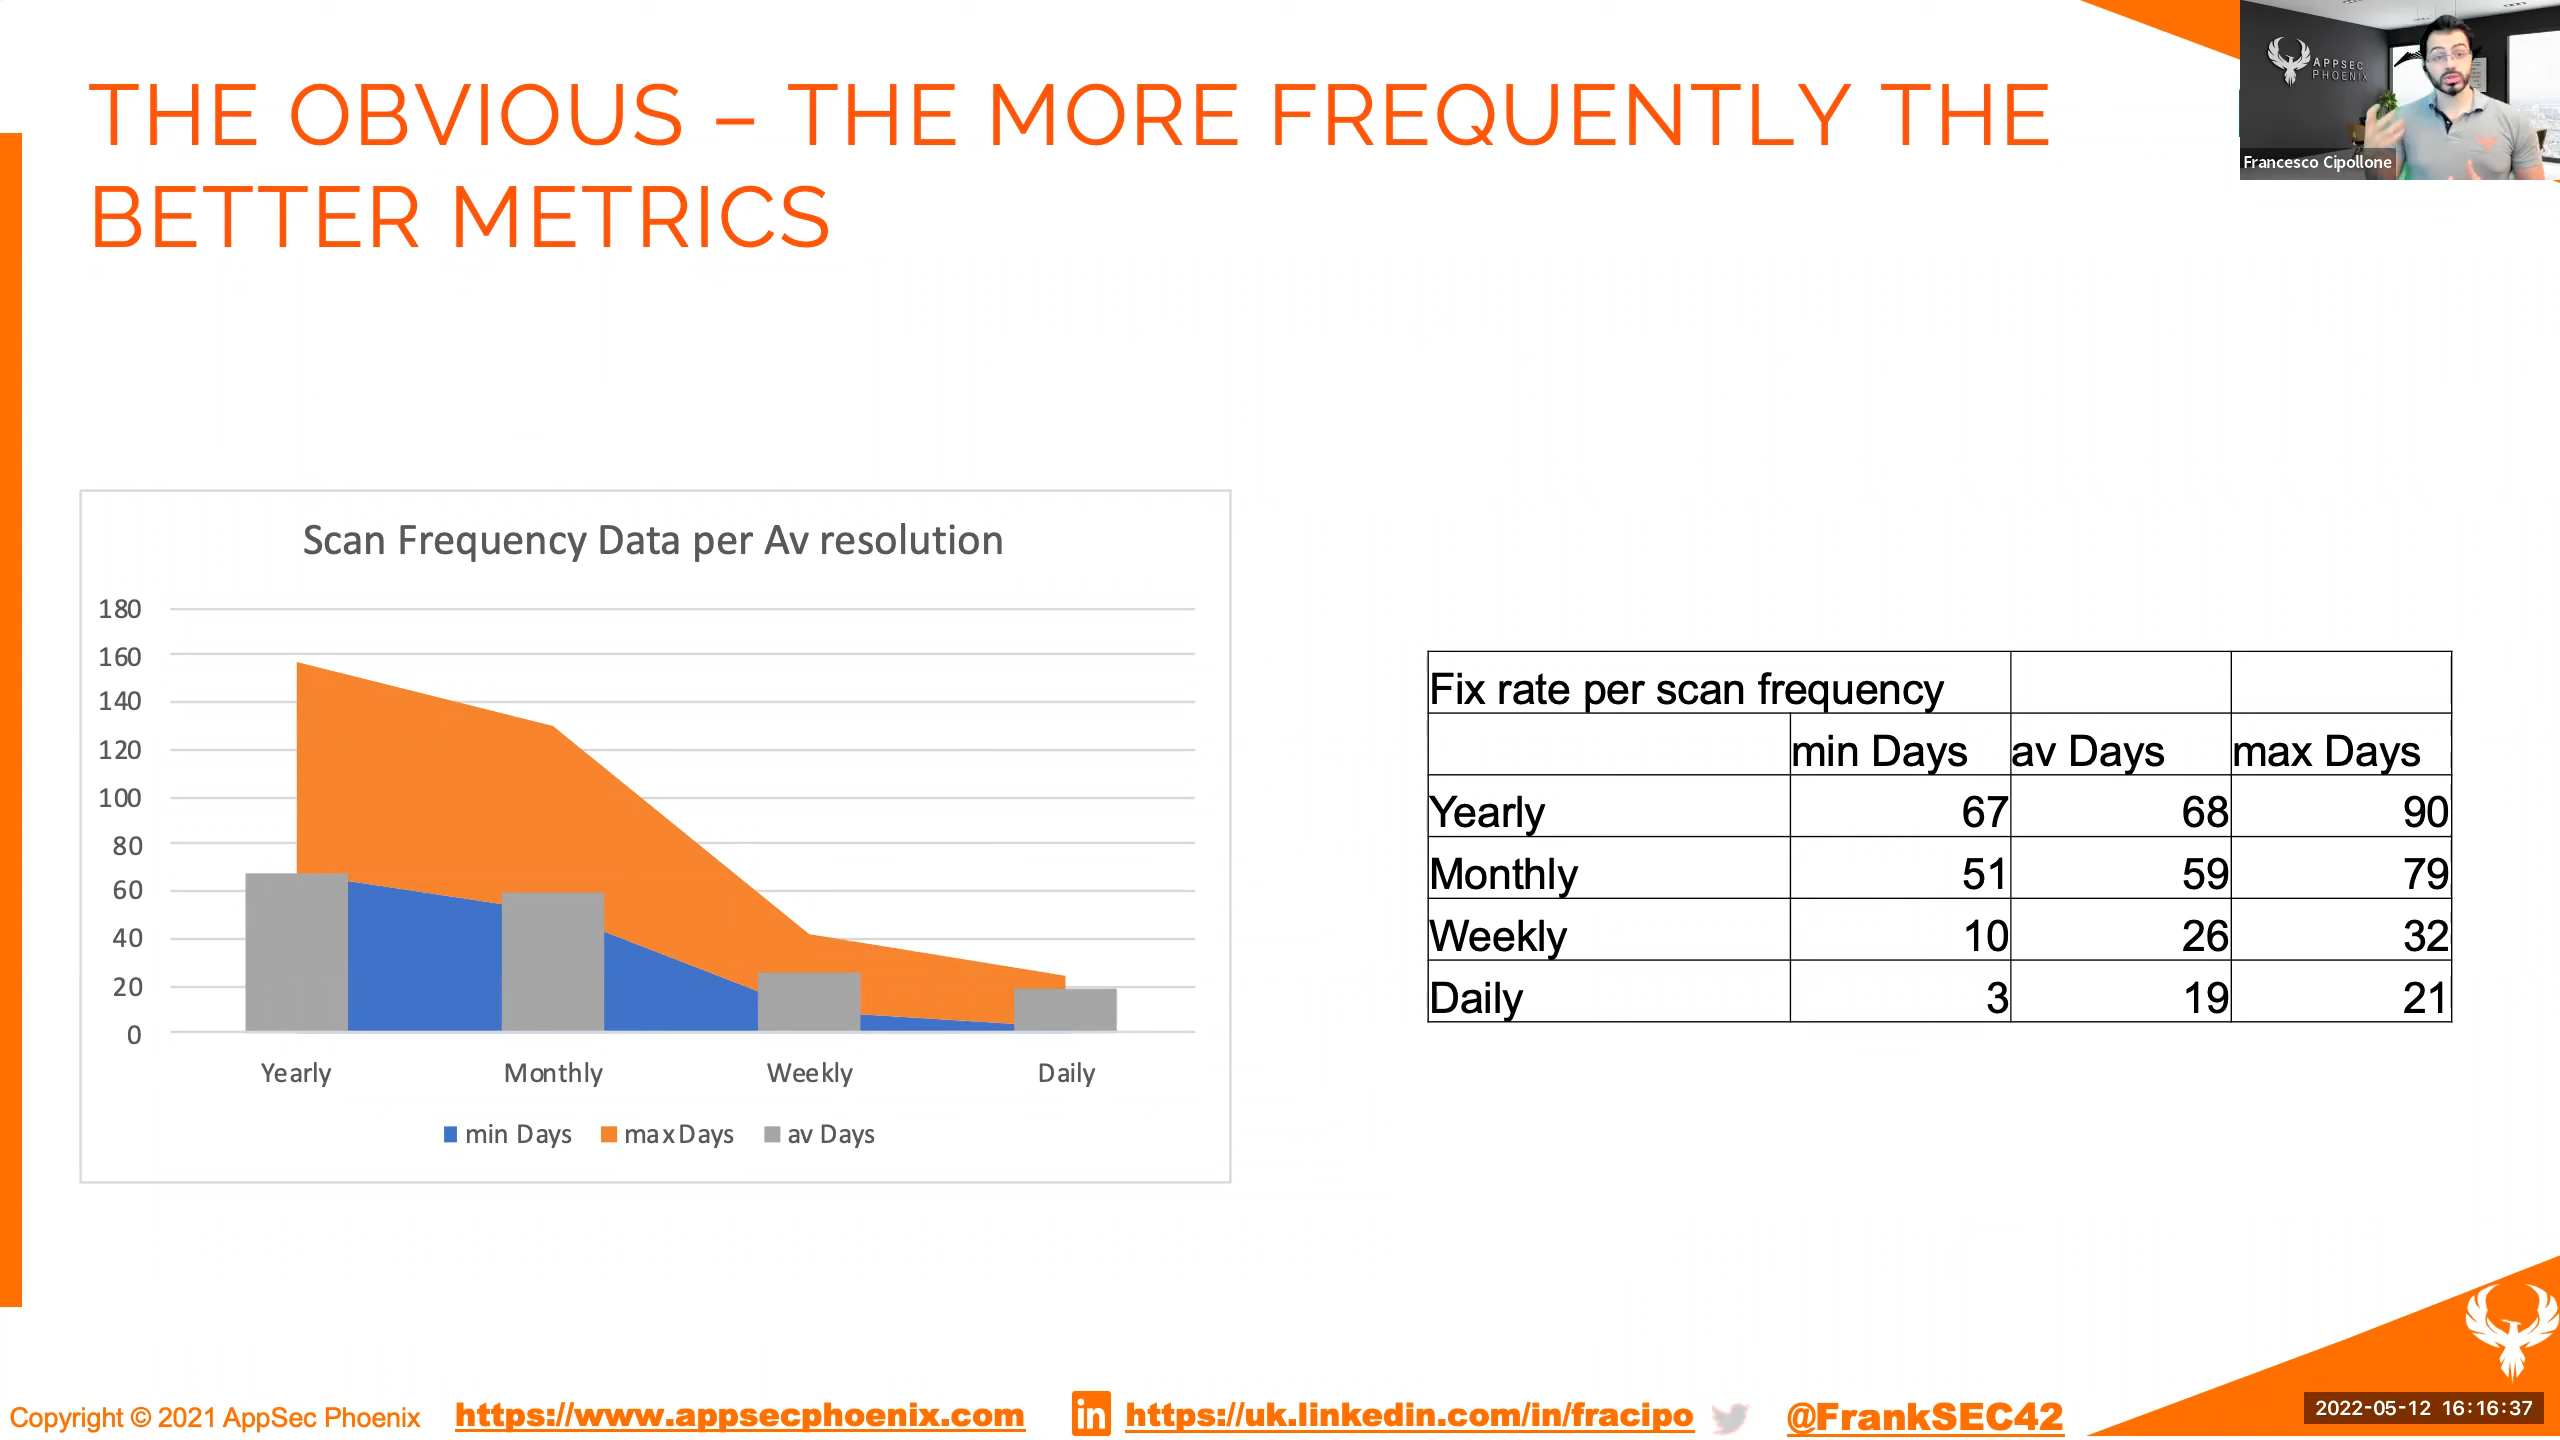 THE OBVIOUS – THE MORE FREQUENTLY THE
BETTER METRICS
APPSEC
PHOENIX
Francesco Cipollone
Scan Frequency Data per Av resolution
180
160
140
120
100
80
60
40
20
0
Yearly Monthly Weekly Daily
min Days max Days av Days
Fix rate per scan frequency
min Days av Days max Days
Yearly 67 68 90
Monthly 51 59 79
Weekly 10 26 32
Daily 3 19 21
Copyright © 2021 AppSec Phoenix https://www.appsecphoenix.com in https://uk.linkedin.com/in/fracipo @FrankSEC42
2022-05-12 16:16:37